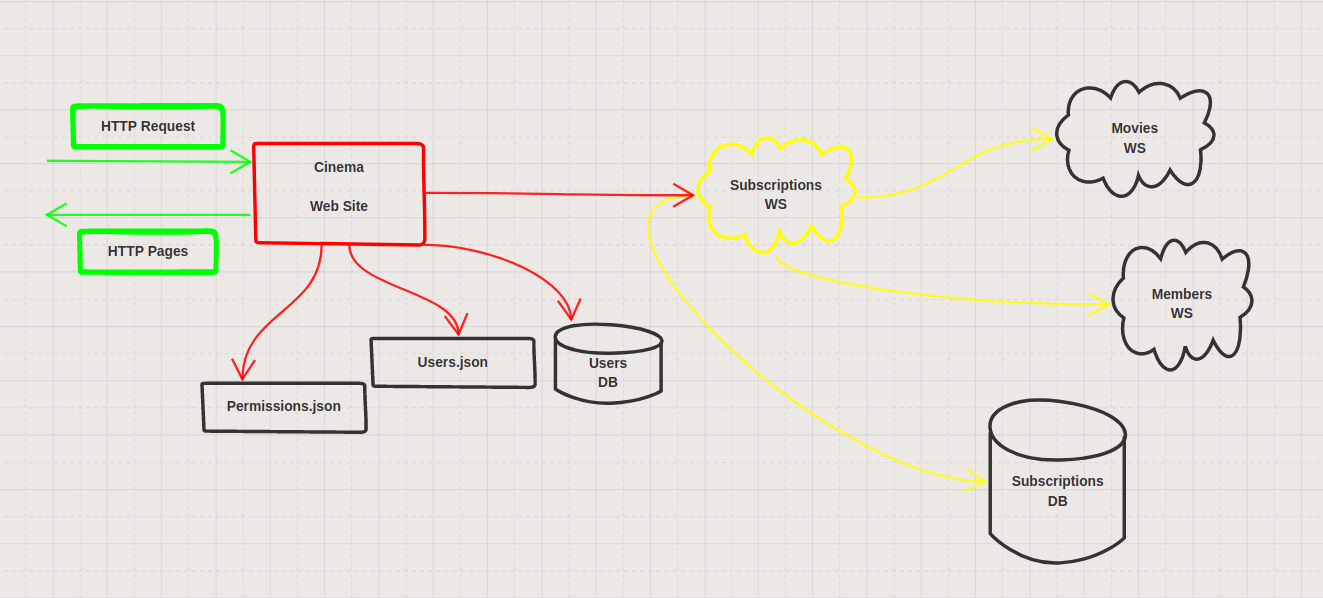 HTTP Request
HTTP Pages
Cinema
Web Site
Permissions.json
Users.json
Users
DB
Subscriptions
WS
Movies
WS
Members
WS
Subscriptions
DB